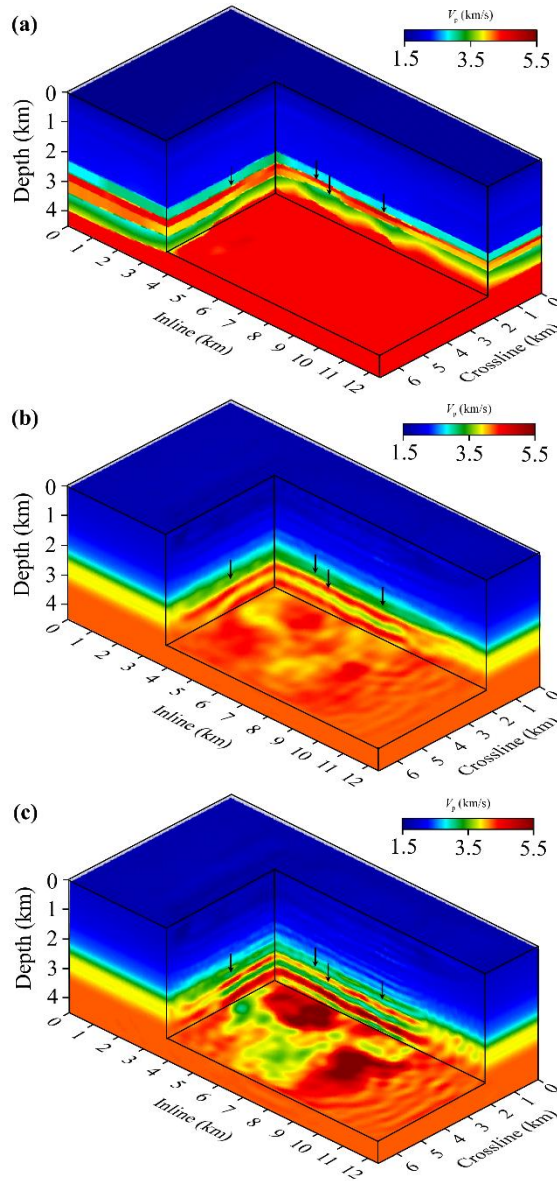 (a)
V_p (km/s)
1.5 3.5 5.5
Depth (km)
0
1
2
3
4
0 1 2 3 4 5 6 7 8 9 10 11 12
Inline (km)
6 5 4 3 2 1 0
Crossline (km)
(b)
V_p (km/s)
1.5 3.5 5.5
Depth (km)
0
1
2
3
4
0 1 2 3 4 5 6 7 8 9 10 11 12
Inline (km)
6 5 4 3 2 1 0
Crossline (km)
(c)
V_p (km/s)
1.5 3.5 5.5
Depth (km)
0
1
2
3
4
0 1 2 3 4 5 6 7 8 9 10 11 12
Inline (km)
6 5 4 3 2 1 0
Crossline (km)